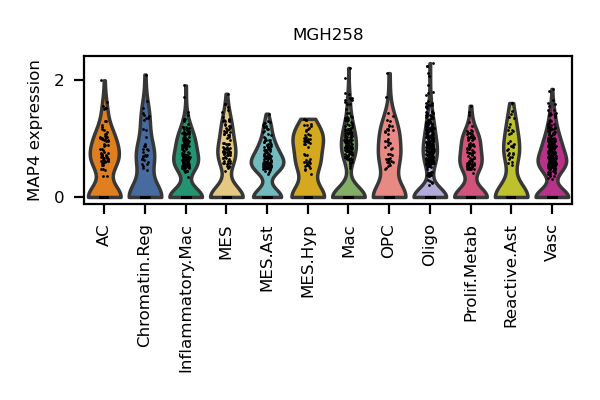 MGH258
MAP4 expression
2
0
AC
Chromatin.Reg
Inflammatory.Mac
MES
MES.Ast
MES.Hyp
Mac
OPC
Oligo
Prolif.Metab
Reactive.Ast
Vasc